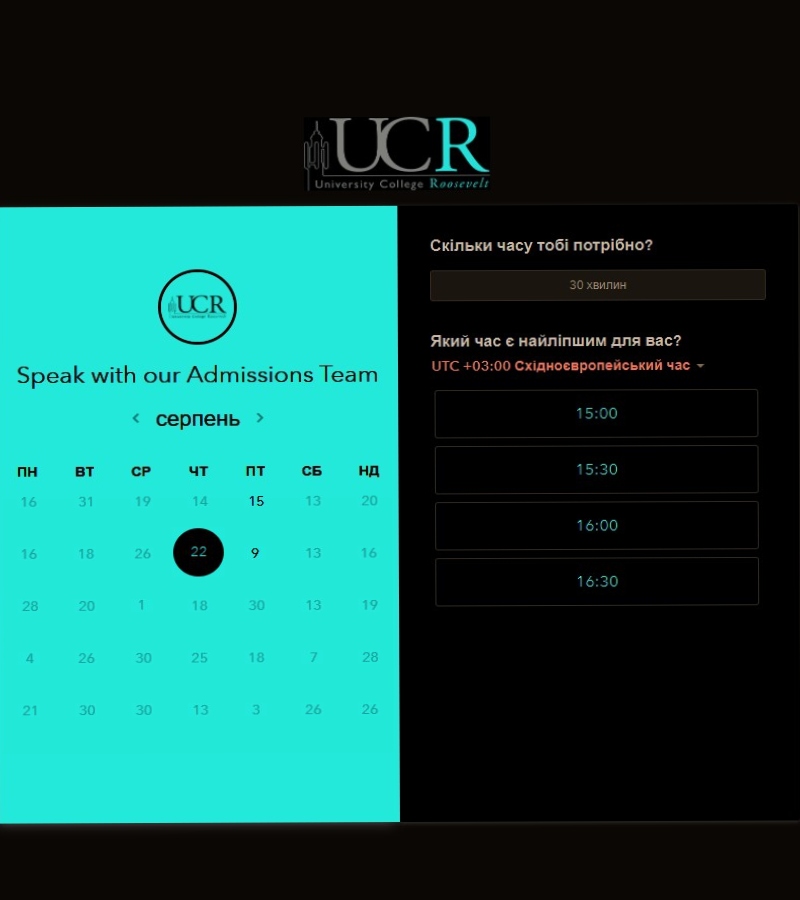 UCR
University College Roosevelt
UCR
Speak with our Admissions Team
серпень
ПН ВТ СР ЧТ ПТ СБ НД
16 31 19 14 15 13 20
16 18 26 22 9 13 16
28 20 1 18 30 13 19
4 26 30 25 18 7 28
21 30 30 13 3 26 26
Скільки часу тобі потрібно?
30 хвилин
Який час є найліпшим для вас?
UTC +03:00 Східноєвропейський час
15:00
15:30
16:00
16:30